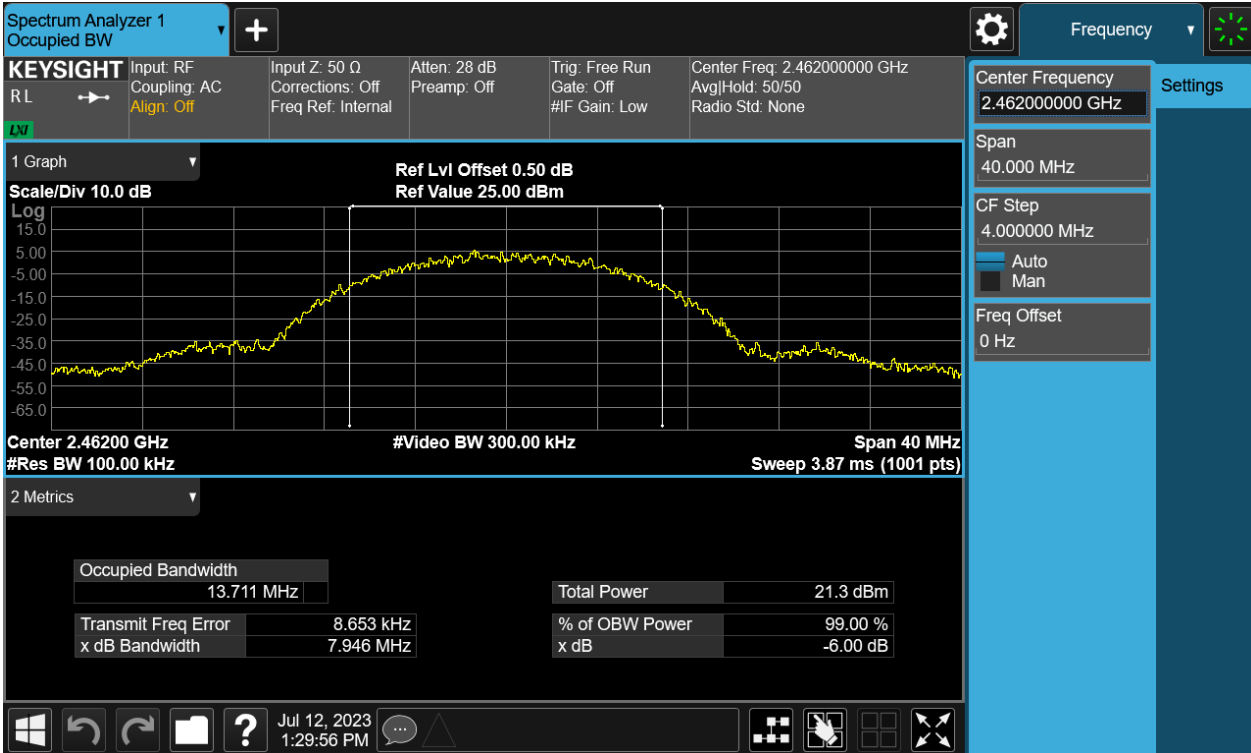 Spectrum Analyzer 1
Occupied BW
Frequency
KEYSIGHT
R L
LXI
Input: RF
Coupling: AC
Align: Off
Input Z: 50 Ω
Corrections: Off
Freq Ref: Internal
Atten: 28 dB
Preamp: Off
Trig: Free Run
Gate: Off
#IF Gain: Low
Center Freq: 2.462000000 GHz
Avg|Hold: 50/50
Radio Std: None
Center Frequency
2.462000000 GHz
Settings
Span
40.000 MHz
CF Step
4.000000 MHz
Auto
Man
Freq Offset
0 Hz
1 Graph
Scale/Div 10.0 dB
Ref Lvl Offset 0.50 dB
Ref Value 25.00 dBm
Log
15.0
5.00
-5.00
-15.0
-25.0
-35.0
-45.0
-55.0
-65.0
Center 2.46200 GHz
#Video BW 300.00 kHz
Span 40 MHz
#Res BW 100.00 kHz
Sweep 3.87 ms (1001 pts)
2 Metrics
Occupied Bandwidth
13.711 MHz
Total Power 21.3 dBm
Transmit Freq Error 8.653 kHz
% of OBW Power 99.00 %
x dB Bandwidth 7.946 MHz
x dB -6.00 dB
?
Jul 12, 2023
1:29:56 PM